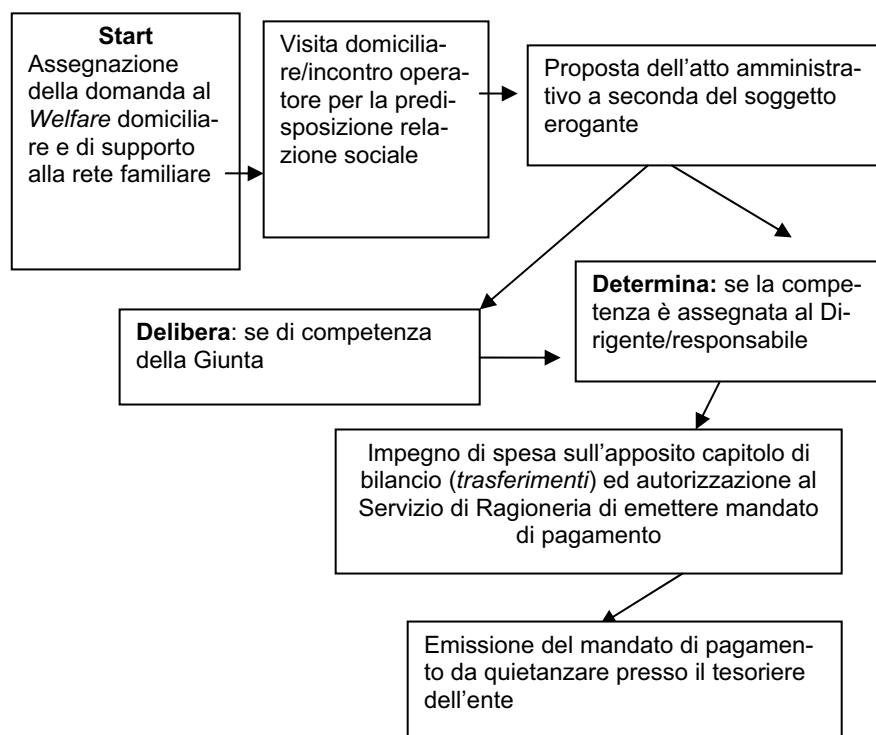 Start
Assegnazione
della domanda al
Welfare domicilia-
re e di supporto
alla rete familiare
Visita domicilia-
re/incontro opera-
tore per la predi-
sposizione rela-
zione sociale
Proposta dell'atto amministra-
tivo a seconda del soggetto
erogante
Delibera: se di competenza
della Giunta
Determina: se la compe-
tenza è assegnata al Di-
rigente/responsabile
Impegno di spesa sull'apposito capitolo di
bilancio (trasferimenti) ed autorizzazione al
Servizio di Ragioneria di emettere mandato
di pagamento
Emissione del mandato di pagamen-
to da quietanzare presso il tesoriere
dell'ente